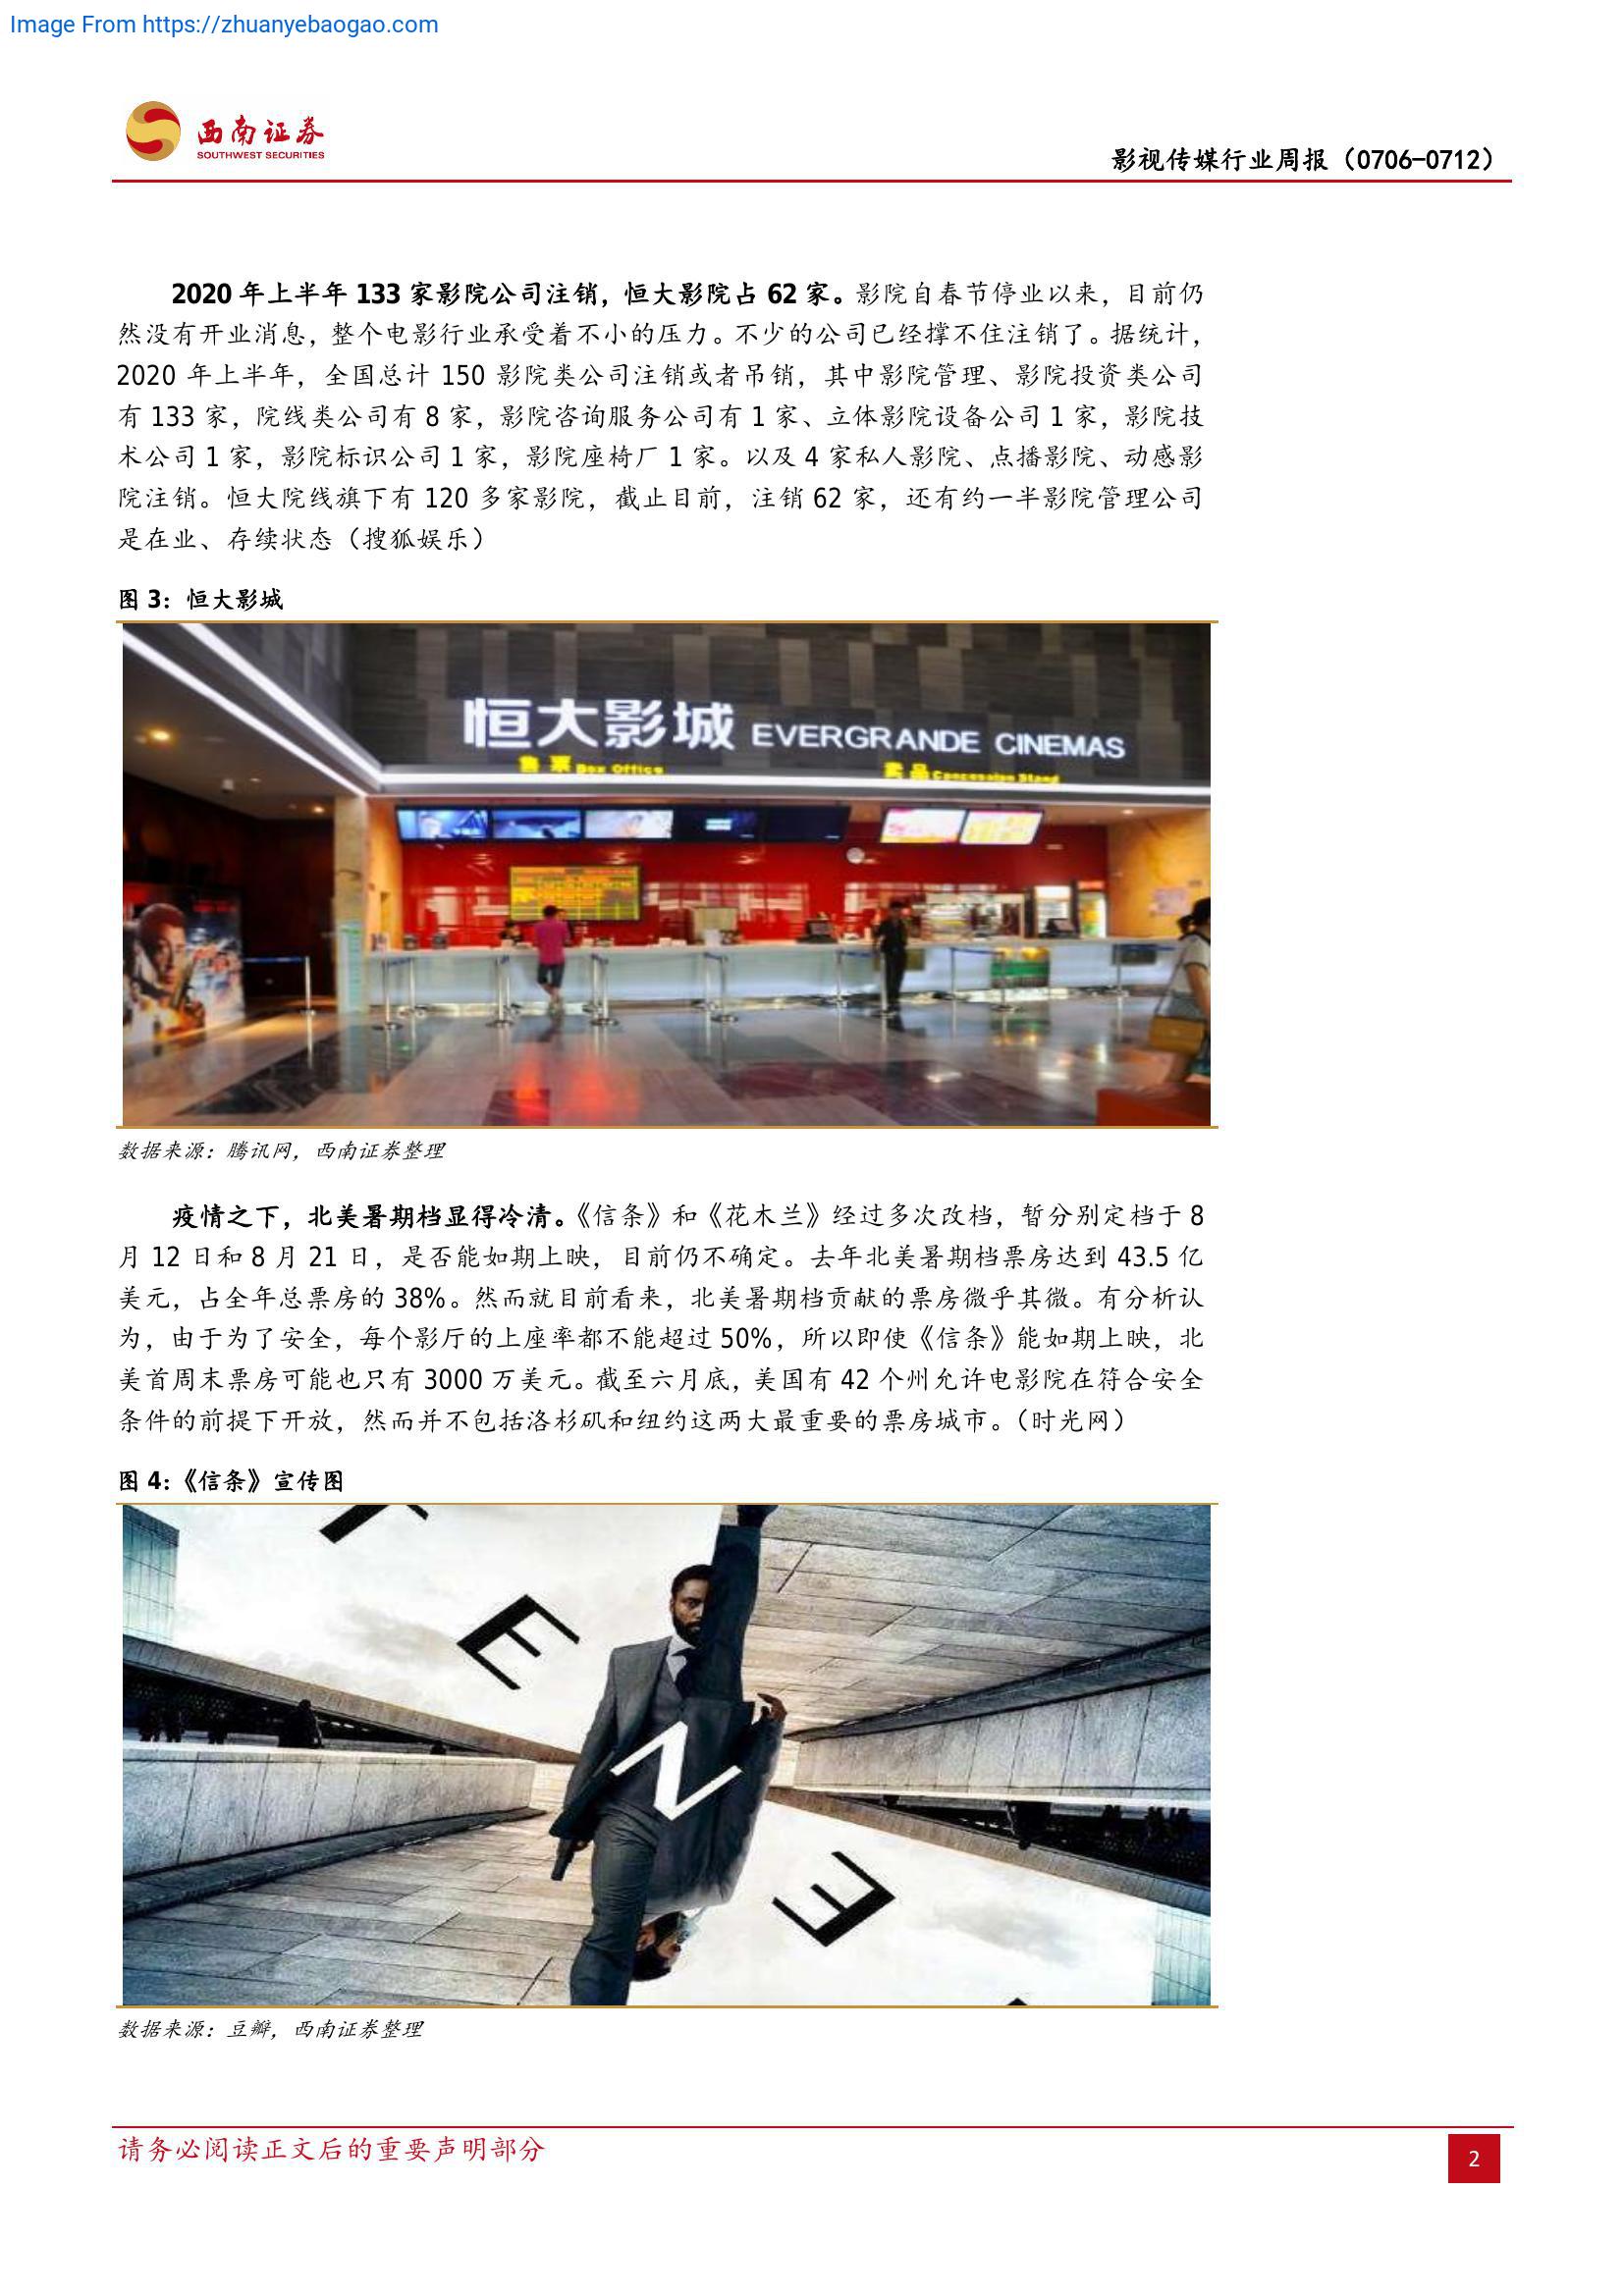 Image From https://zhuanyebaogao.com
西南证券
SOUTHWEST SECURITIES
影视传媒行业周报（0706-0712）
2020 年上半年 133 家影院公司注销，恒大影院占 62 家。影院自春节停业以来，目前仍
然没有开业消息，整个电影行业承受着不小的压力。不少的公司已经撑不住注销了。据统计，
2020 年上半年，全国总计 150 影院类公司注销或者吊销，其中影院管理、影院投资类公司
有 133 家，院线类公司有 8 家，影院咨询服务公司有 1 家、立体影院设备公司 1 家，影院技
术公司 1 家，影院标识公司 1 家，影院座椅厂 1 家。以及 4 家私人影院、点播影院、动感影
院注销。恒大院线旗下有 120 多家影院，截止目前，注销 62 家，还有约一半影院管理公司
是在业、存续状态（搜狐娱乐）
图 3：恒大影城
恒大影城 EVERGRANDE CINEMAS
售票 Box Office 卖品 Concession Stand
数据来源：腾讯网，西南证券整理
疫情之下，北美暑期档显得冷清。《信条》和《花木兰》经过多次改档，暂分别定档于 8
月 12 日和 8 月 21 日，是否能如期上映，目前仍不确定。去年北美暑期档票房达到 43.5 亿
美元，占全年总票房的 38%。然而就目前看来，北美暑期档贡献的票房微乎其微。有分析认
为，由于为了安全，每个影厅的上座率都不能超过 50%，所以即使《信条》能如期上映，北
美首周末票房可能也只有 3000 万美元。截至六月底，美国有 42 个州允许电影院在符合安全
条件的前提下开放，然而并不包括洛杉矶和纽约这两大最重要的票房城市。（时光网）
图 4:《信条》宣传图
T
E
N
E
数据来源：豆瓣，西南证券整理
请务必阅读正文后的重要声明部分
2